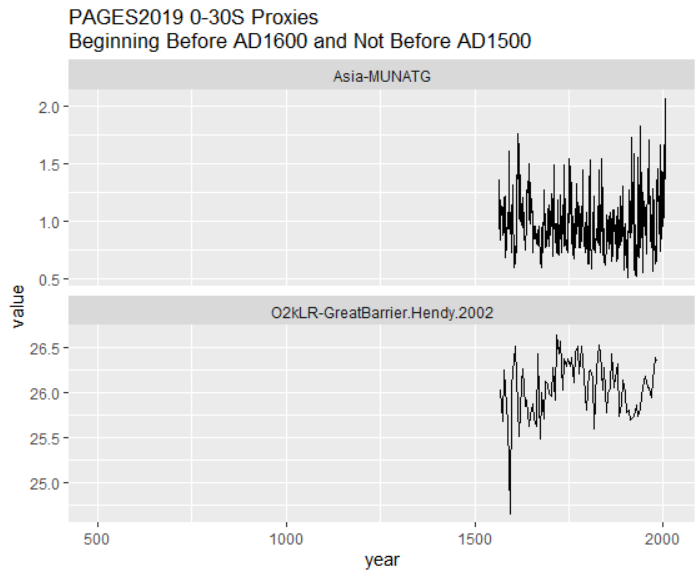 PAGES2019 0-30S Proxies
Beginning Before AD1600 and Not Before AD1500
Asia-MUNATG
2.0
1.5
1.0
0.5
value
O2kLR-GreatBarrier.Hendy.2002
26.5
26.0
25.5
25.0
500 1000 1500 2000
year